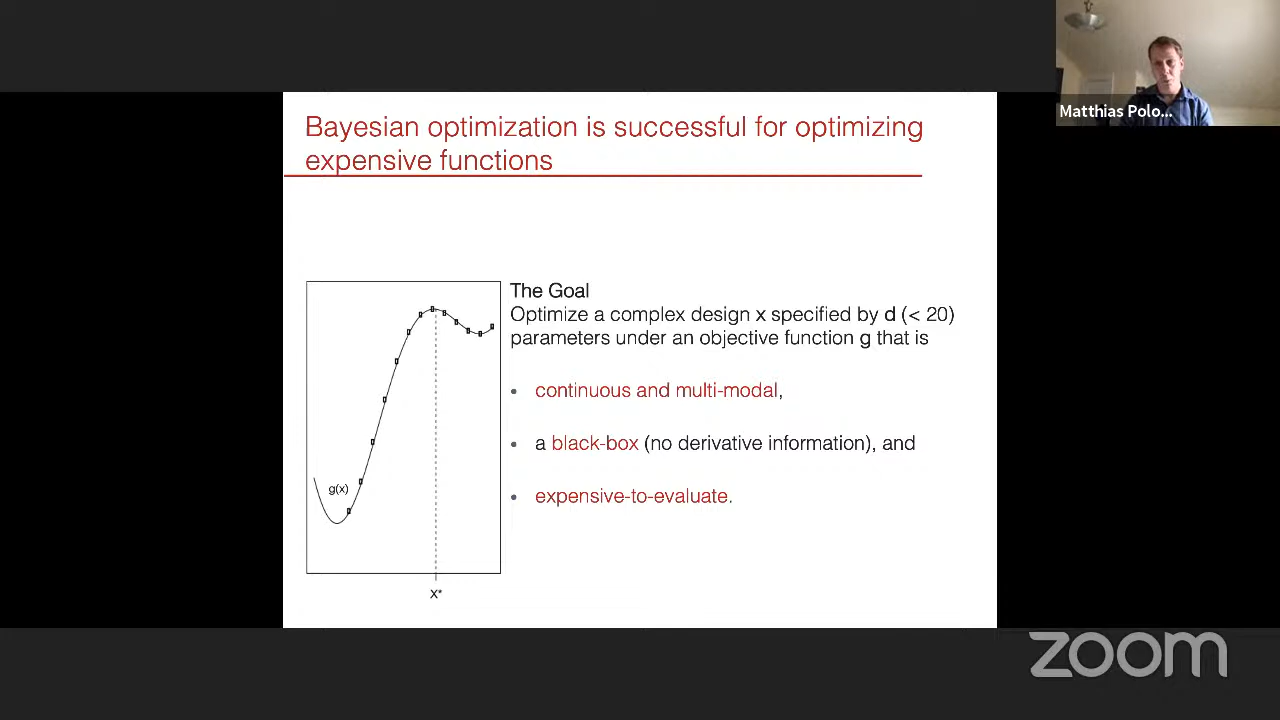 Matthias Polo...
Bayesian optimization is successful for optimizing
expensive functions
The Goal
Optimize a complex design x specified by d (< 20)
parameters under an objective function g that is
• continuous and multi-modal,
• a black-box (no derivative information), and
• expensive-to-evaluate.
g(x)
x*
zoom